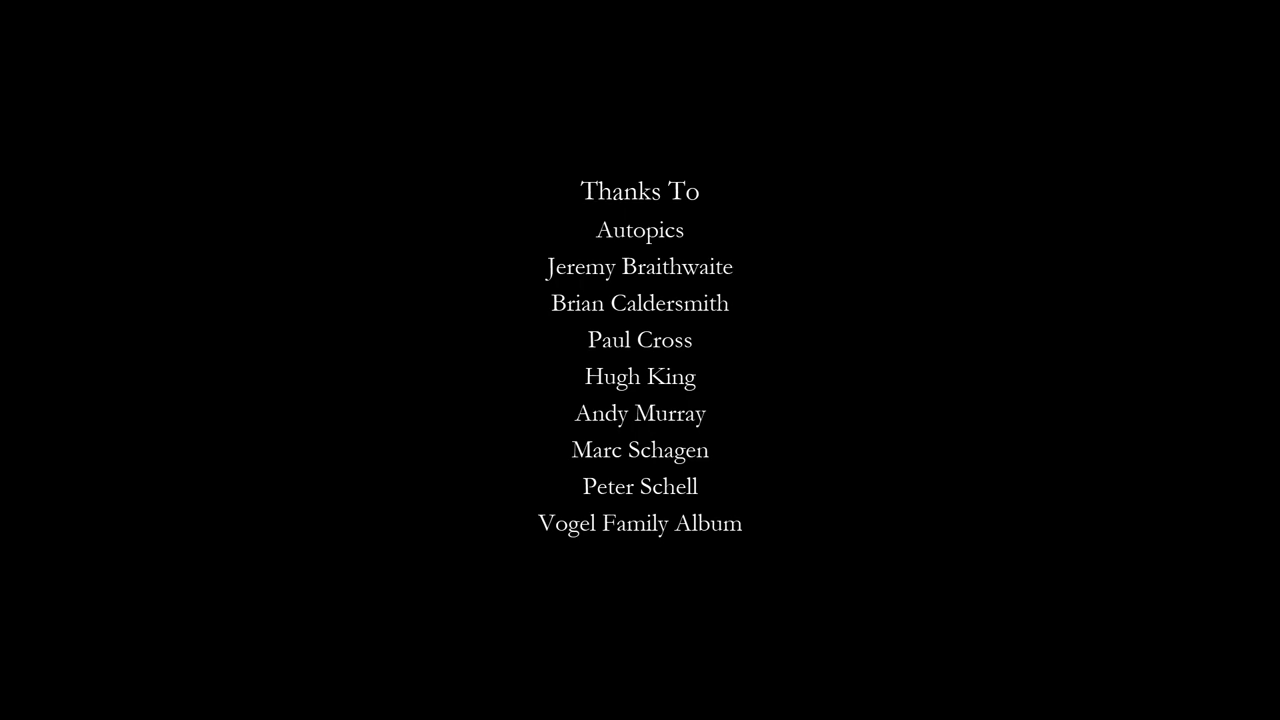 Thanks To
Autopics
Jeremy Braithwaite
Brian Caldersmith
Paul Cross
Hugh King
Andy Murray
Marc Schagen
Peter Schell
Vogel Family Album